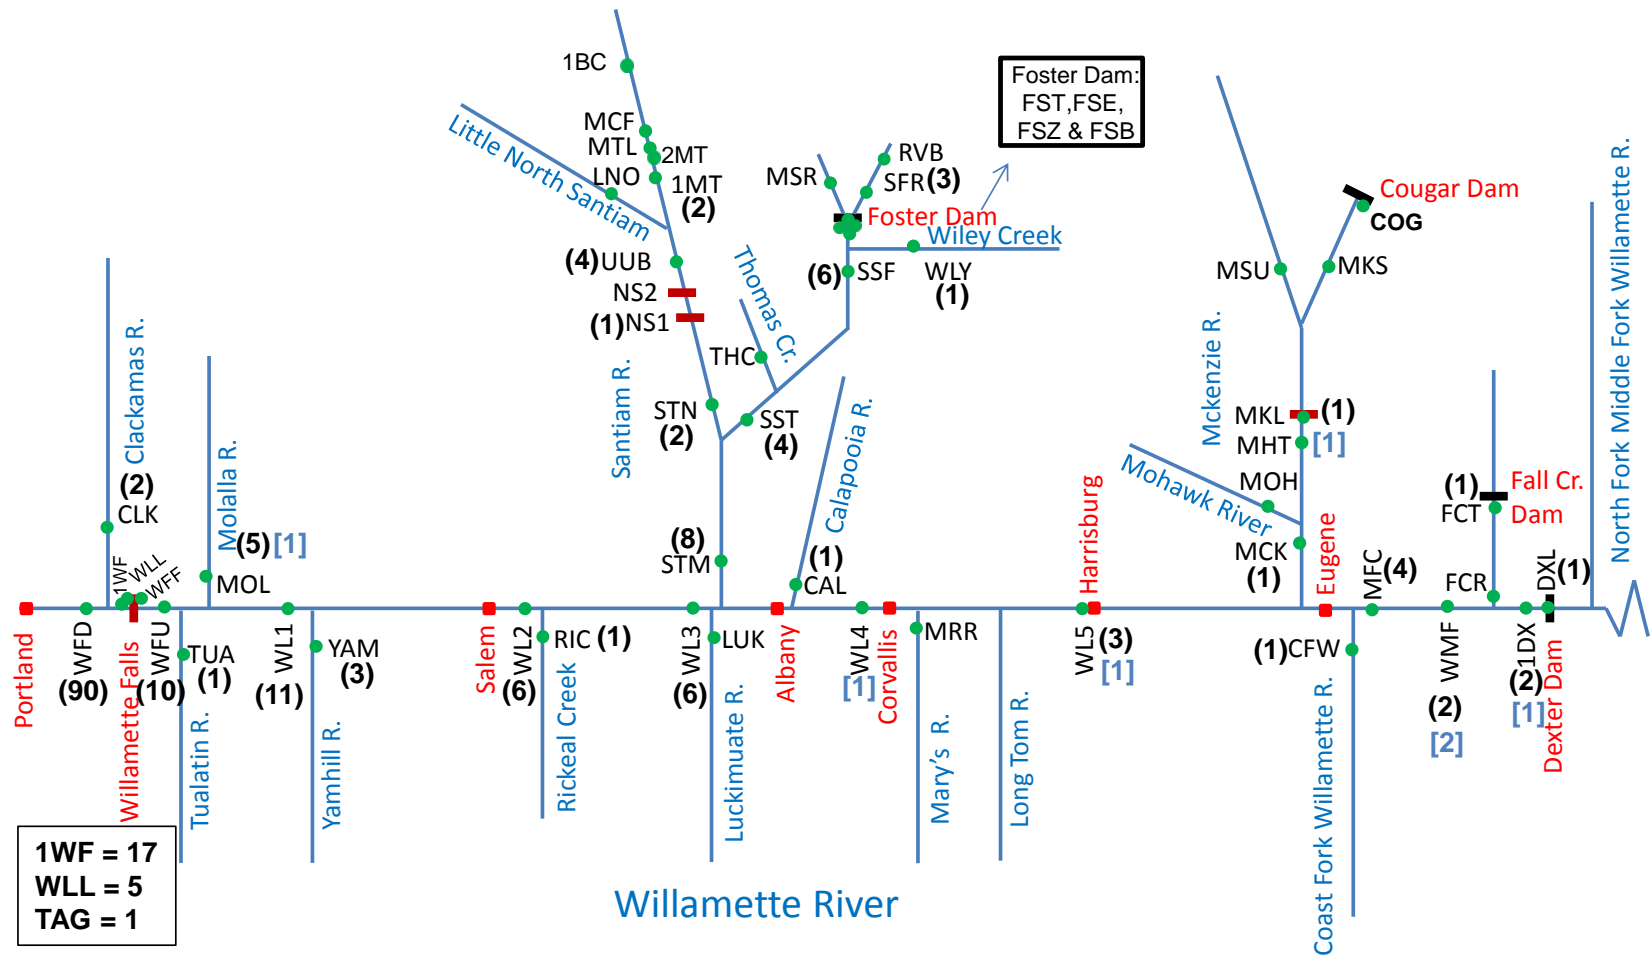 1BC
MCF
MTL
2MT
LNO
1MT
(2)
Little North Santiam
(4) UUB
NS2
(1) NS1
Santiam R.
STN
(2)
Thomas Cr.
THC
SST
(4)
MSR
RVB
SFR (3)
Foster Dam
Wiley Creek
(6) SSF
WLY
(1)
Foster Dam:
FST,FSE,
FSZ & FSB
Calapooia R.
(1)
CAL
(8)
STM
Cougar Dam
COG
MSU
MKS
Mckenzie R.
MKL (1)
MHT [1]
MOH
Mohawk River
MCK
(1)
Harrisburg
Eugene
MFC (4)
(1)
FCT
Fall Cr.
Dam
FCR
DXL (1)
North Fork Middle Fork Willamette R.
Clackamas R.
(2)
CLK
Molalla R.
(5) [1]
MOL
1WF
WLL
WFF
Portland
WFD
(90)
Willamette Falls
WFU
(10)
TUA
(1)
Tualatin R.
WL1
(11)
YAM
(3)
Yamhill R.
Salem
WL2
(6)
RIC (1)
Rickeal Creek
WL3
(6)
LUK
Luckimuate R.
Albany
WL4
[1]
Corvallis
MRR
Mary's R.
Long Tom R.
WL5 (3)
[1]
(1) CFW
Coast Fork Willamette R.
WMF
(2)
[2]
1DX
(2)
[1]
Dexter Dam
1WF = 17
WLL = 5
TAG = 1
Willamette River